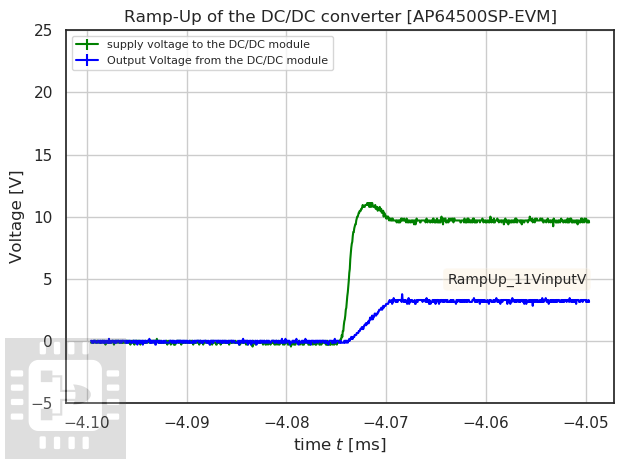 Ramp-Up of the DC/DC converter [AP64500SP-EVM]
25
supply voltage to the DC/DC module
Output Voltage from the DC/DC module
20
15
10
5
0
−5
Voltage [V]
RampUp_11VinputV
−4.10 −4.09 −4.08 −4.07 −4.06 −4.05
time t [ms]